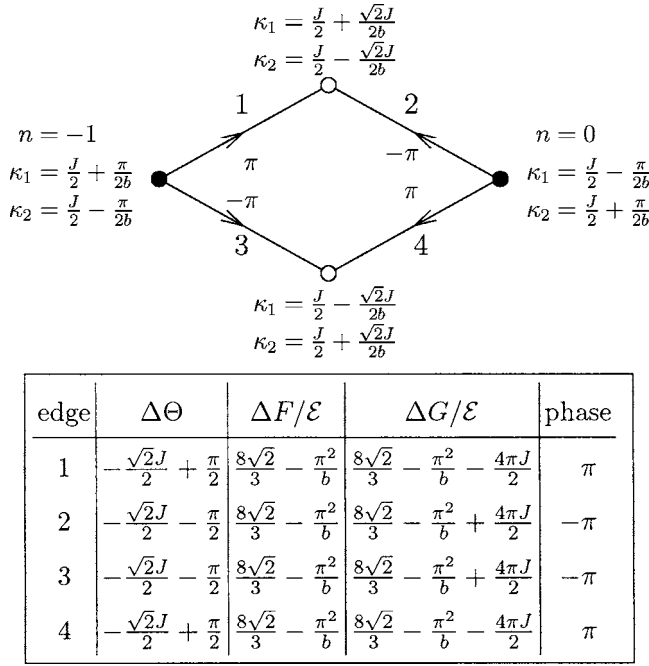 κ₁ = J/2 + √2J/2b
κ₂ = J/2 − √2J/2b
1 2
n = −1 n = 0
π −π
κ₁ = J/2 + π/2b κ₁ = J/2 − π/2b
−π π
κ₂ = J/2 − π/2b κ₂ = J/2 + π/2b
3 4
κ₁ = J/2 − √2J/2b
κ₂ = J/2 + √2J/2b
edge ΔΘ ΔF/ℰ ΔG/ℰ phase
1 −√2J/2 + π/2 8√2/3 − π²/b 8√2/3 − π²/b − 4πJ/2 π
2 −√2J/2 − π/2 8√2/3 − π²/b 8√2/3 − π²/b + 4πJ/2 −π
3 −√2J/2 − π/2 8√2/3 − π²/b 8√2/3 − π²/b + 4πJ/2 −π
4 −√2J/2 + π/2 8√2/3 − π²/b 8√2/3 − π²/b − 4πJ/2 π